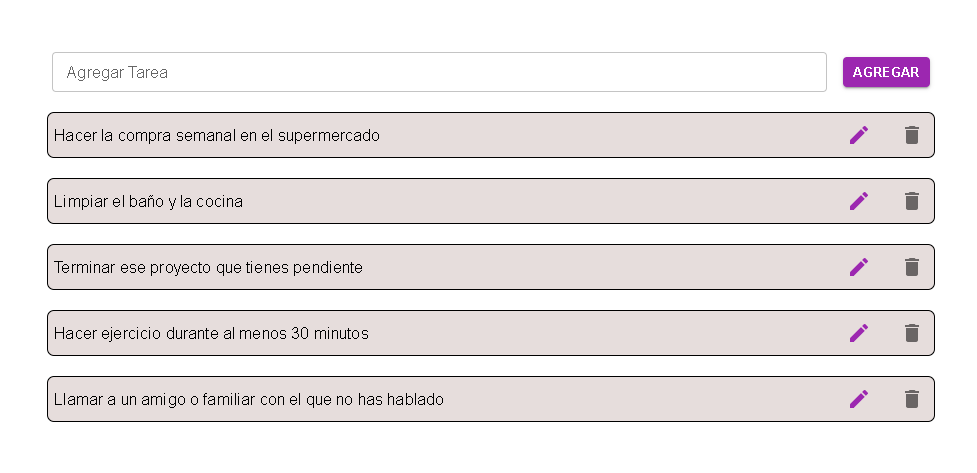 Agregar Tarea
AGREGAR
Hacer la compra semanal en el supermercado
Limpiar el baño y la cocina
Terminar ese proyecto que tienes pendiente
Hacer ejercicio durante al menos 30 minutos
Llamar a un amigo o familiar con el que no has hablado